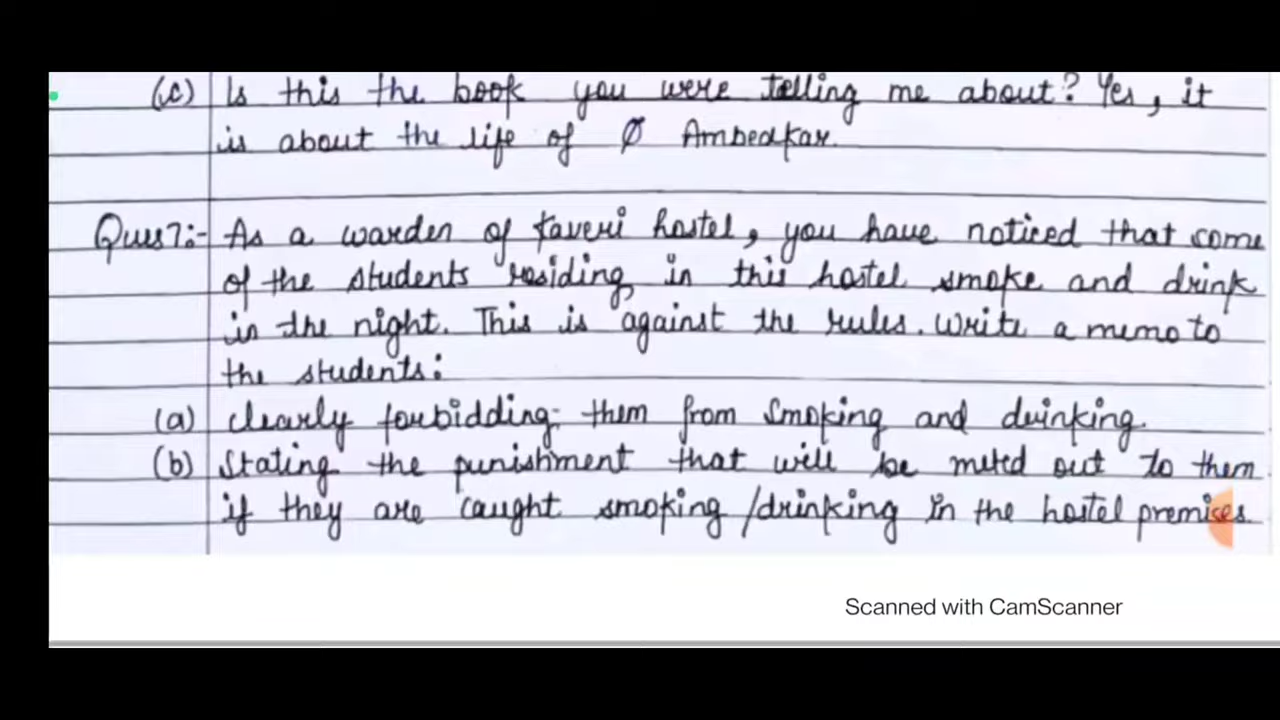 (c) Is this the book you were telling me about? Yes, it
is about the life of Ø Ambedkar.
Ques7:- As a warden of Kaveri hostel, you have noticed that come
of the students residing in this hostel smoke and drink
in the night. This is against the rules. Write a memo to
the students:
(a) clearly forbidding them from smoking and drinking.
(b) Stating the punishment that will be meted out to them
if they are caught smoking /drinking in the hostel premises
Scanned with CamScanner